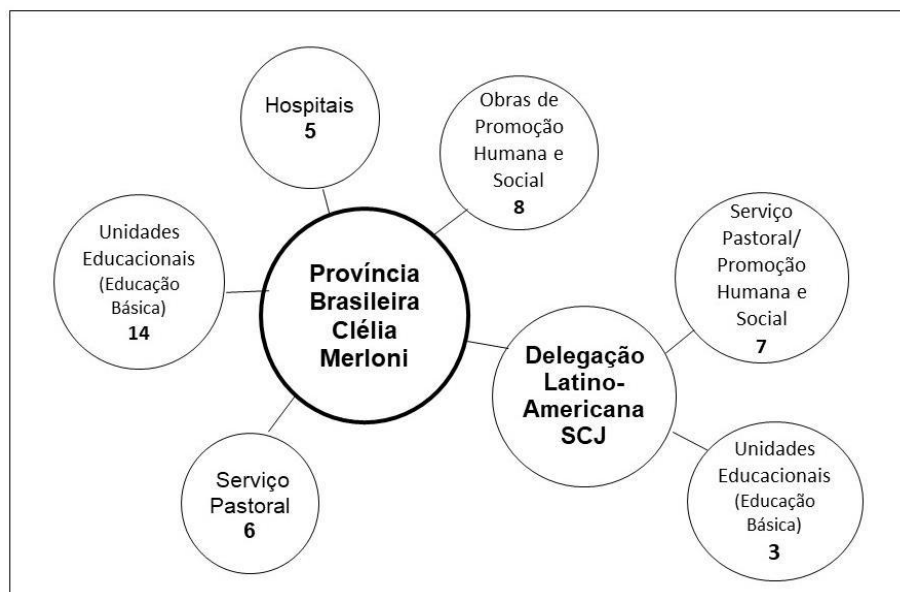 Hospitais
5
Obras de
Promoção
Humana e
Social
8
Unidades
Educacionais
(Educação
Básica)
14
Província
Brasileira
Clélia
Merloni
Serviço
Pastoral/
Promoção
Humana e
Social
7
Delegação
Latino-
Americana
SCJ
Serviço
Pastoral
6
Unidades
Educacionais
(Educação
Básica)
3